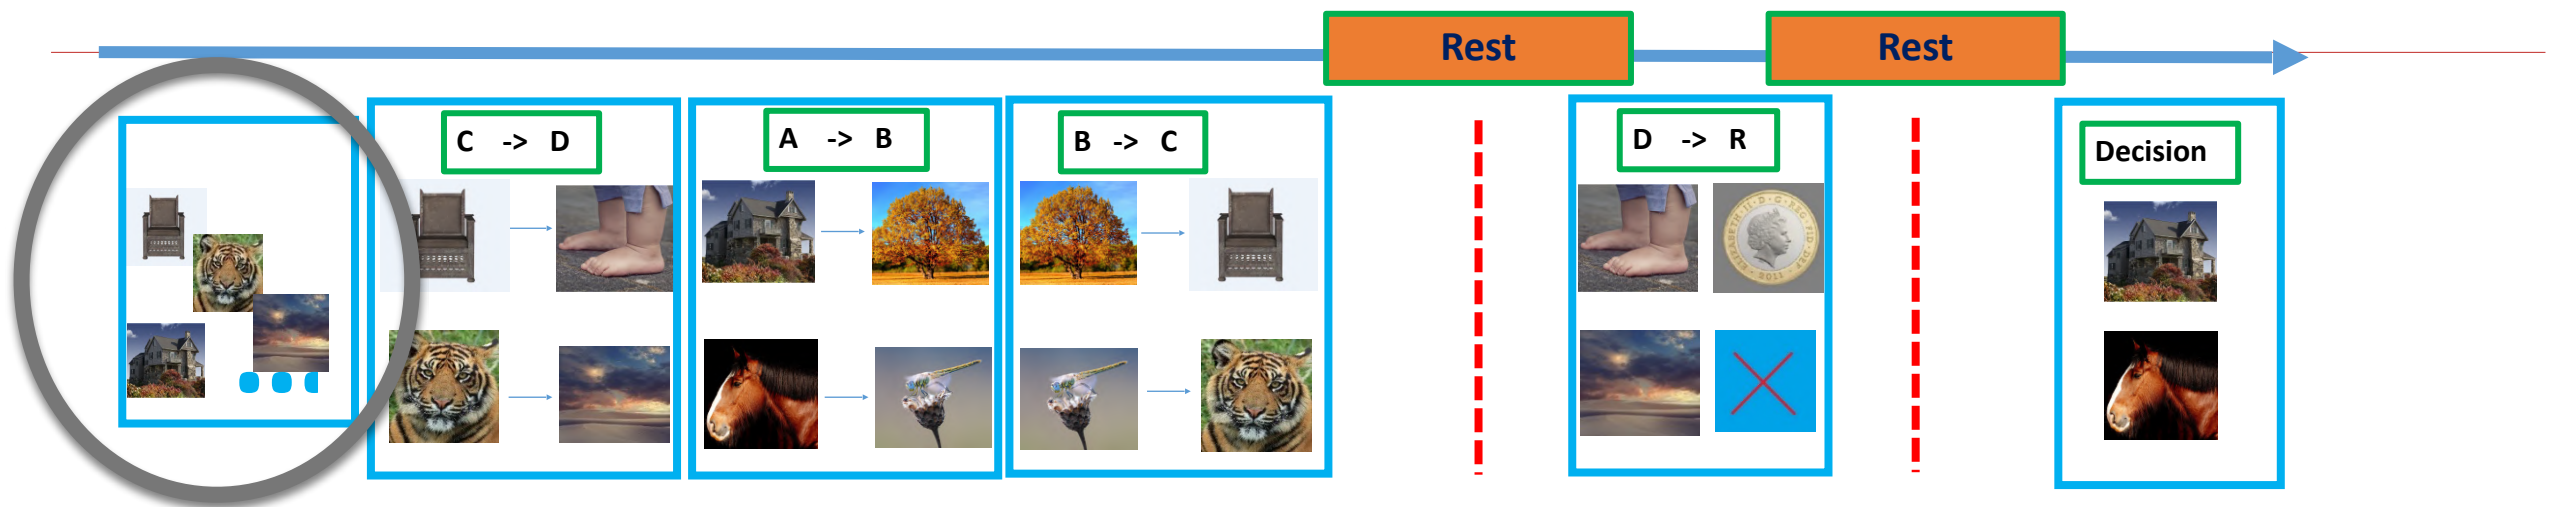 Rest
Rest
C -> D
A -> B
B -> C
D -> R
Decision